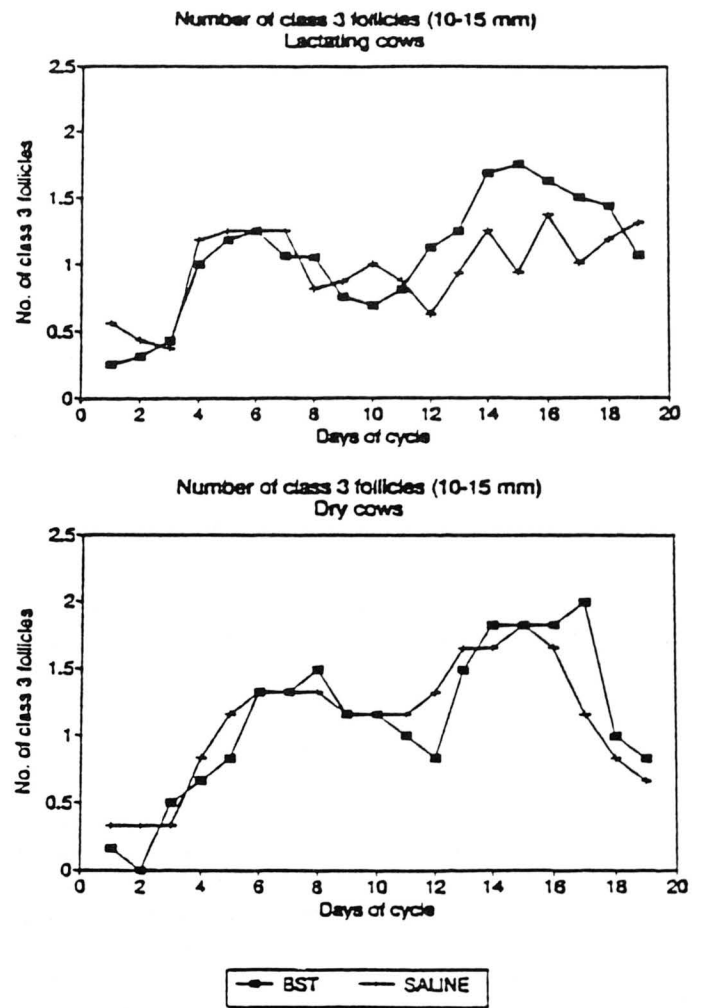 Number of class 3 follicles (10-15 mm)
Lactating cows
No. of class 3 follicles
2.5
2
1.5
1
0.5
0
0 2 4 6 8 10 12 14 16 18 20
Days of cycle
Number of class 3 follicles (10-15 mm)
Dry cows
No. of class 3 follicles
2.5
2
1.5
1
0.5
0
0 2 4 6 8 10 12 14 16 18 20
Days of cycle
BST SALINE